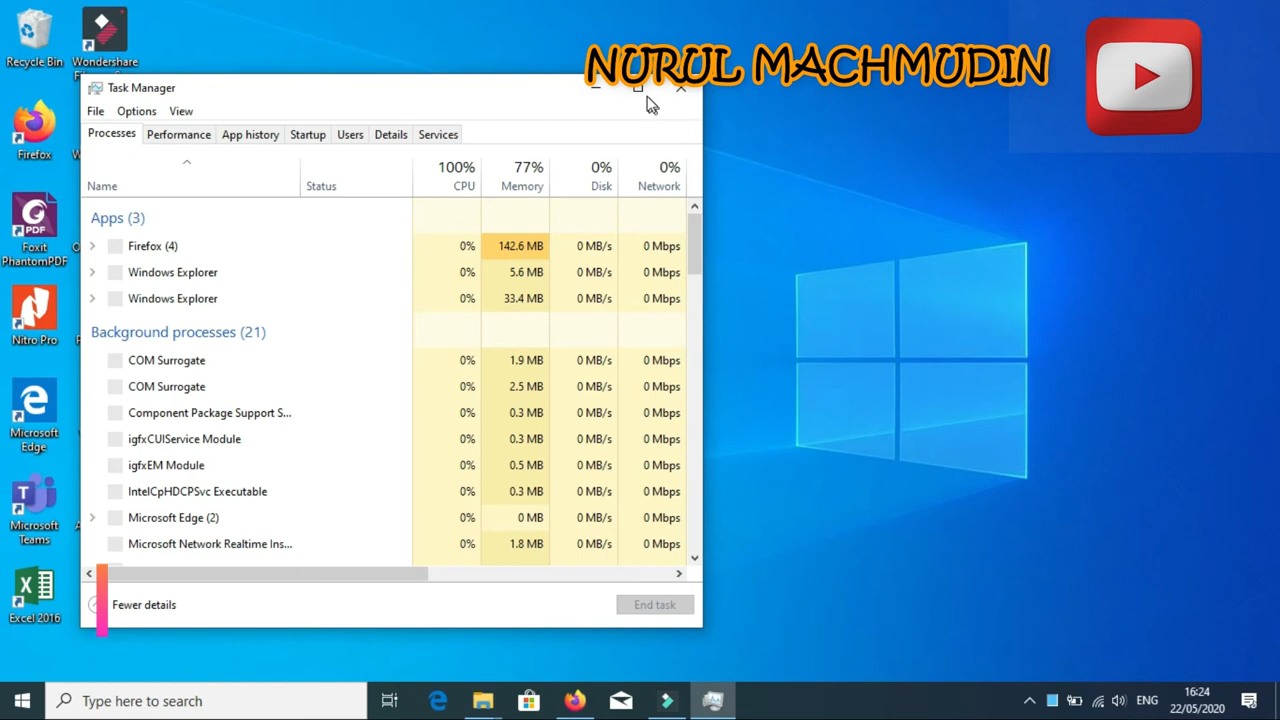 Recycle Bin
Wondershare
NURUL MACHMUDIN
Task Manager
File Options View
Processes Performance App history Startup Users Details Services
100% 77% 0% 0%
Name Status CPU Memory Disk Network
Apps (3)
Firefox (4) 0% 142.6 MB 0 MB/s 0 Mbps
Windows Explorer 0% 5.6 MB 0 MB/s 0 Mbps
Windows Explorer 0% 33.4 MB 0 MB/s 0 Mbps
Background processes (21)
COM Surrogate 0% 1.9 MB 0 MB/s 0 Mbps
COM Surrogate 0% 2.5 MB 0 MB/s 0 Mbps
Component Package Support S... 0% 0.3 MB 0 MB/s 0 Mbps
igfxCUIService Module 0% 0.3 MB 0 MB/s 0 Mbps
igfxEM Module 0% 0.5 MB 0 MB/s 0 Mbps
IntelCpHDCPSvc Executable 0% 0.3 MB 0 MB/s 0 Mbps
Microsoft Edge (2) 0% 0 MB 0 MB/s 0 Mbps
Microsoft Network Realtime Ins... 0% 1.8 MB 0 MB/s 0 Mbps
Fewer details End task
Firefox
PDF
Foxit
PhantomPDF
Nitro Pro
Microsoft
Edge
Microsoft
Teams
Excel 2016
Type here to search
ENG
16:24
22/05/2020